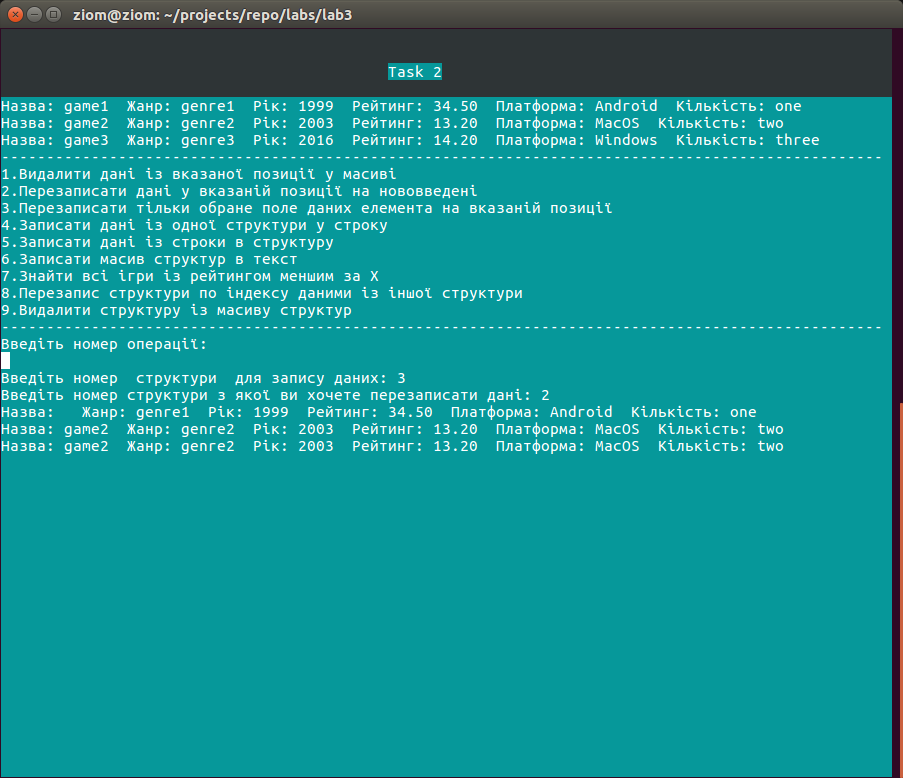 ziom@ziom: ~/projects/repo/labs/lab3
Task 2
Назва: game1  Жанр: genre1  Рік: 1999  Рейтинг: 34.50  Платформа: Android  Кількість: one
Назва: game2  Жанр: genre2  Рік: 2003  Рейтинг: 13.20  Платформа: MacOS  Кількість: two
Назва: game3  Жанр: genre3  Рік: 2016  Рейтинг: 14.20  Платформа: Windows  Кількість: three
--------------------------------------------------------------------------------------------------
1.Видалити дані із вказаної позиції у масиві
2.Перезаписати дані у вказаній позиції на нововведені
3.Перезаписати тільки обране поле даних елемента на вказаній позиції
4.Записати дані із одної структури у строку
5.Записати дані із строки в структуру
6.Записати масив структур в текст
7.Знайти всі ігри із рейтингом меншим за X
8.Перезапис структури по індексу даними із іншої структури
9.Видалити структуру із масиву структур
--------------------------------------------------------------------------------------------------
Введіть номер операції:
Введіть номер  структури  для запису даних: 3
Введіть номер структури з якої ви хочете перезаписати дані: 2
Назва:   Жанр: genre1  Рік: 1999  Рейтинг: 34.50  Платформа: Android  Кількість: one
Назва: game2  Жанр: genre2  Рік: 2003  Рейтинг: 13.20  Платформа: MacOS  Кількість: two
Назва: game2  Жанр: genre2  Рік: 2003  Рейтинг: 13.20  Платформа: MacOS  Кількість: two